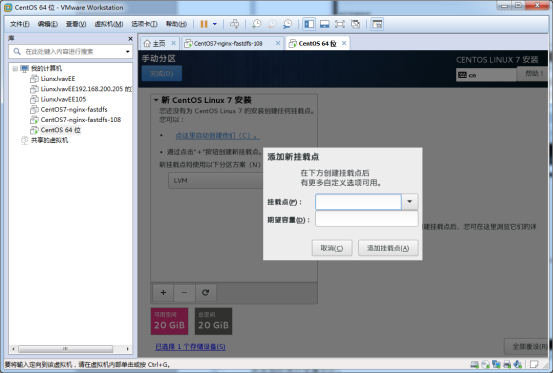 CentOS 64 位 - VMware Workstation
文件(F) 编辑(E) 查看(V) 虚拟机(M) 选项卡(T) 帮助(H)
库
在此处键入内容进行搜索
我的计算机
LiunxJvavEE
LiunxJvavEE192.168.200.205 的
LiunxJvavEE105
CentOS7-nginx-fastdfs
CentOS7-nginx-fastdfs-108
CentOS 64 位
共享的虚拟机
主页
CentOS7-nginx-fastdfs-108
CentOS 64 位
手动分区
CENTOS LINUX 7 安装
完成(D)
cn
帮助!
新 CentOS Linux 7 安装
您还没有为 CentOS Linux 7 的安装创建任何挂载点。
您可以:
点这里自动创建他们(C)。
通过点击"+"按钮创建新挂载点。
新挂载点将使用以下分区方案(N)
LVM
添加新挂载点
在下方创建挂载点后
有更多自定义选项可用。
挂载点(P):
期望容量(D):
取消(C)
添加挂载点(A)
创建挂载点后, 您可在这里浏览它们的详
+ − 
可用空间
20 GiB
总空间
20 GiB
已选择 1 个存储设备(S)
全部重设(R)
要将输入定向到该虚拟机,请在虚拟机内部单击或按 Ctrl+G。